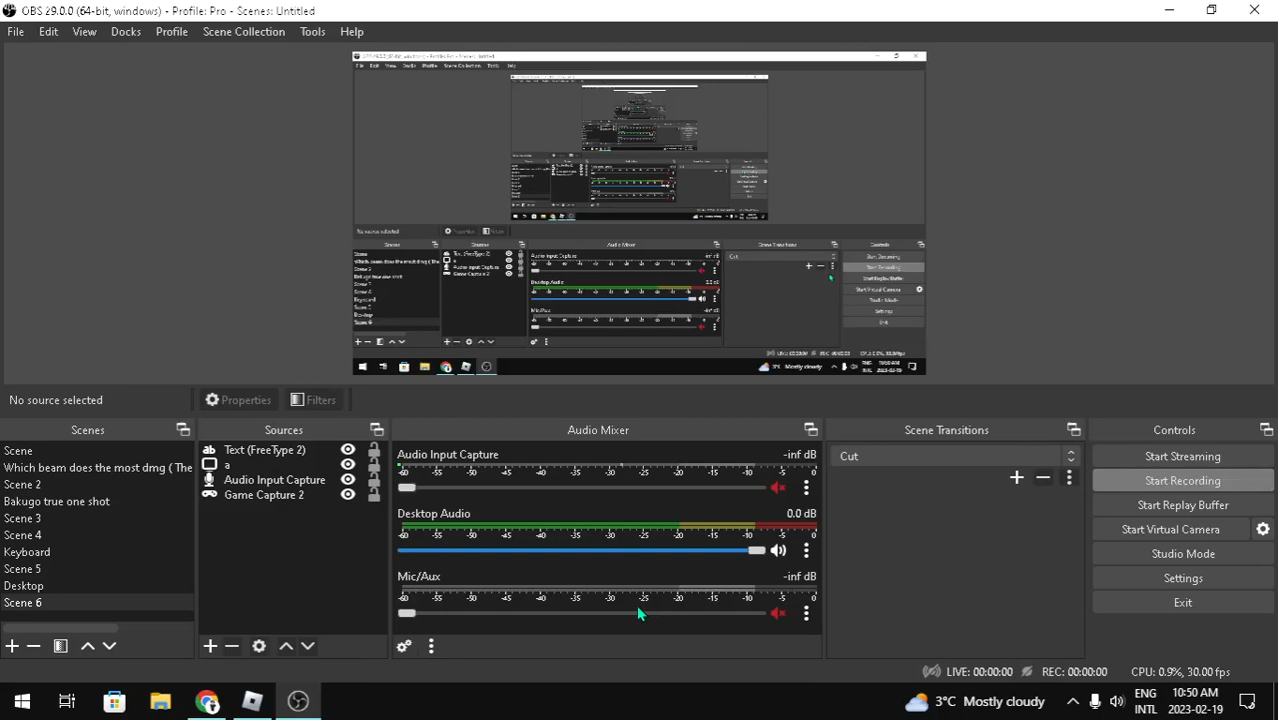 OBS 29.0.0 (64-bit, windows) - Profile: Pro - Scenes: Untitled
File Edit View Docks Profile Scene Collection Tools Help
No source selected Properties Filters
Scenes
Scene
Which beam does the most dmg ( The
Scene 2
Bakugo true one shot
Scene 3
Scene 4
Keyboard
Scene 5
Desktop
Scene 6
Sources
Text (FreeType 2)
a
Audio Input Capture
Game Capture 2
Audio Mixer
Audio Input Capture -inf dB
-60 -55 -50 -45 -40 -35 -30 -25 -20 -15 -10 -5 0
Desktop Audio 0.0 dB
-60 -55 -50 -45 -40 -35 -30 -25 -20 -15 -10 -5 0
Mic/Aux -inf dB
-60 -55 -50 -45 -40 -35 -30 -25 -20 -15 -10 -5 0
Scene Transitions
Cut
Controls
Start Streaming
Start Recording
Start Replay Buffer
Start Virtual Camera
Studio Mode
Settings
Exit
LIVE: 00:00:00 REC: 00:00:00 CPU: 0.9%, 30.00 fps
3°C Mostly cloudy
ENG
INTL
10:50 AM
2023-02-19